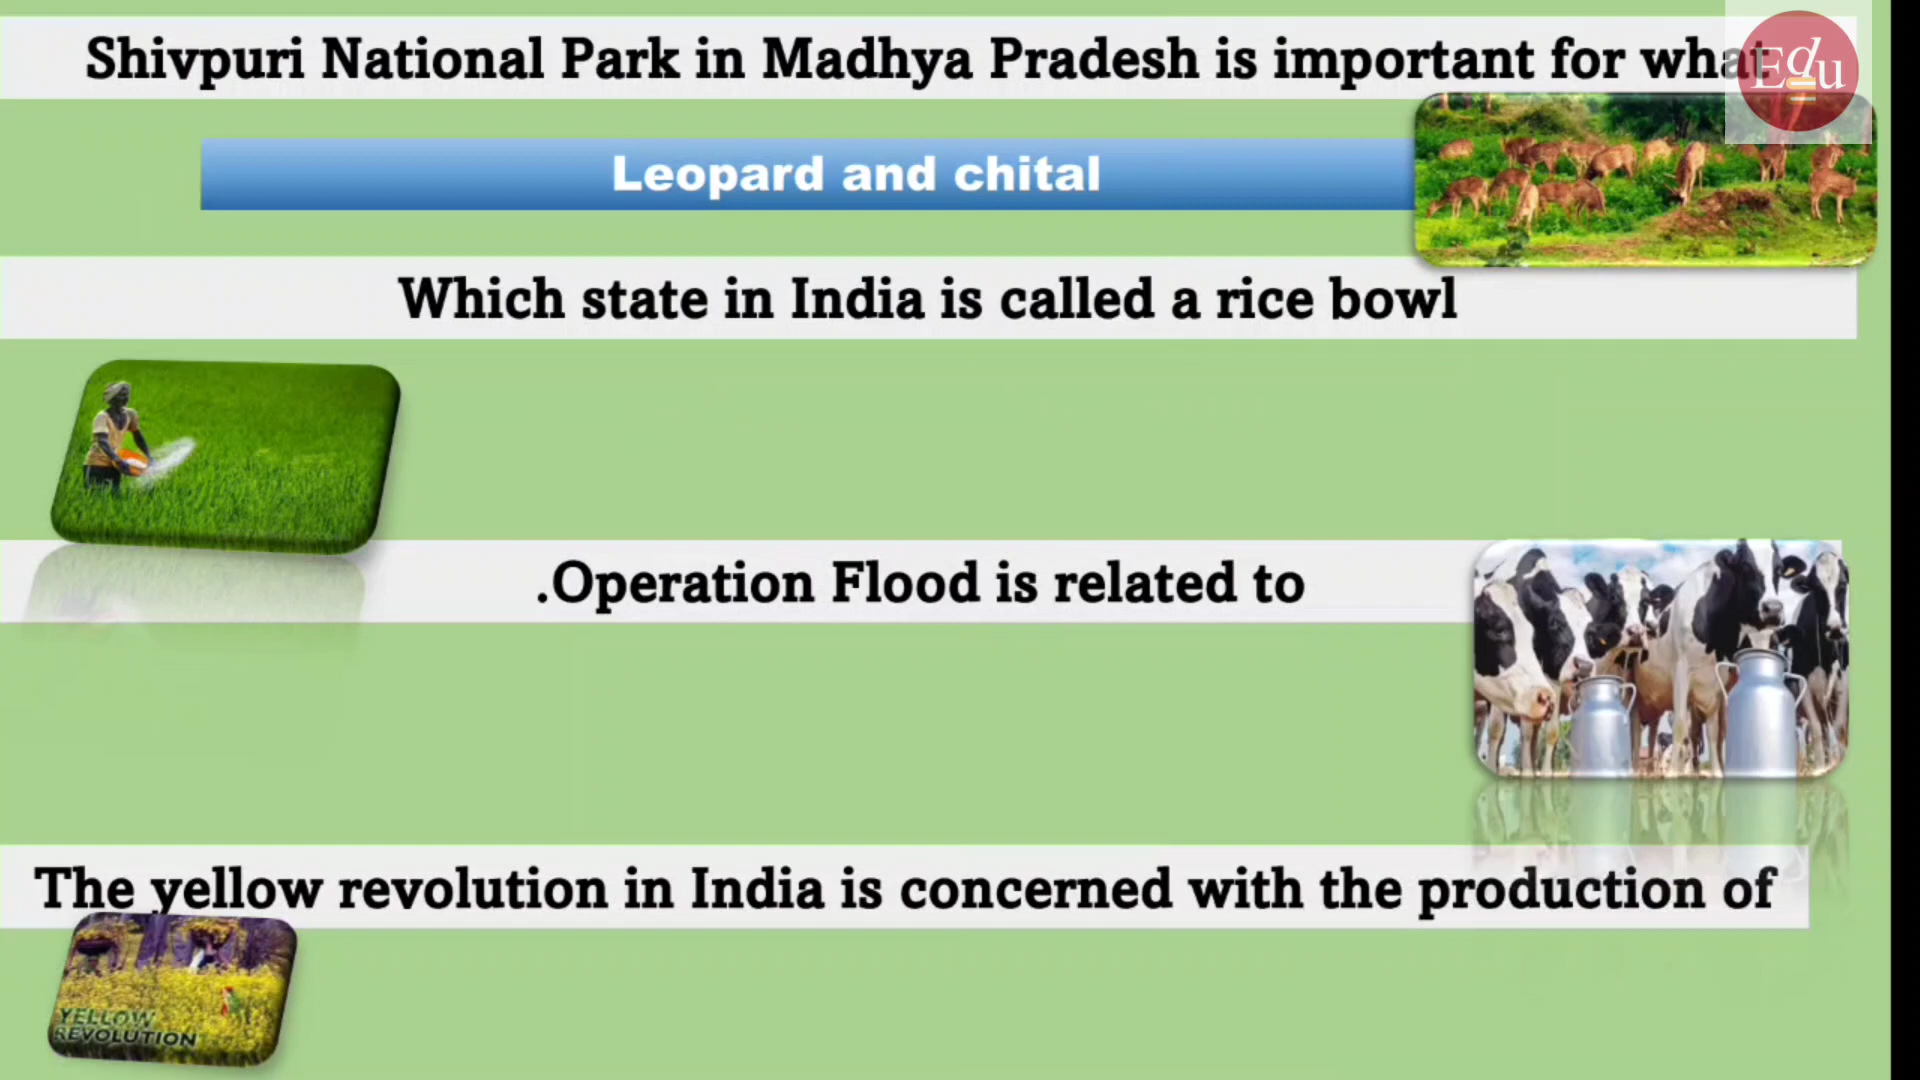 Shivpuri National Park in Madhya Pradesh is important for what
Edu
Leopard and chital
Which state in India is called a rice bowl
.Operation Flood is related to
The yellow revolution in India is concerned with the production of
YELLOW
REVOLUTION